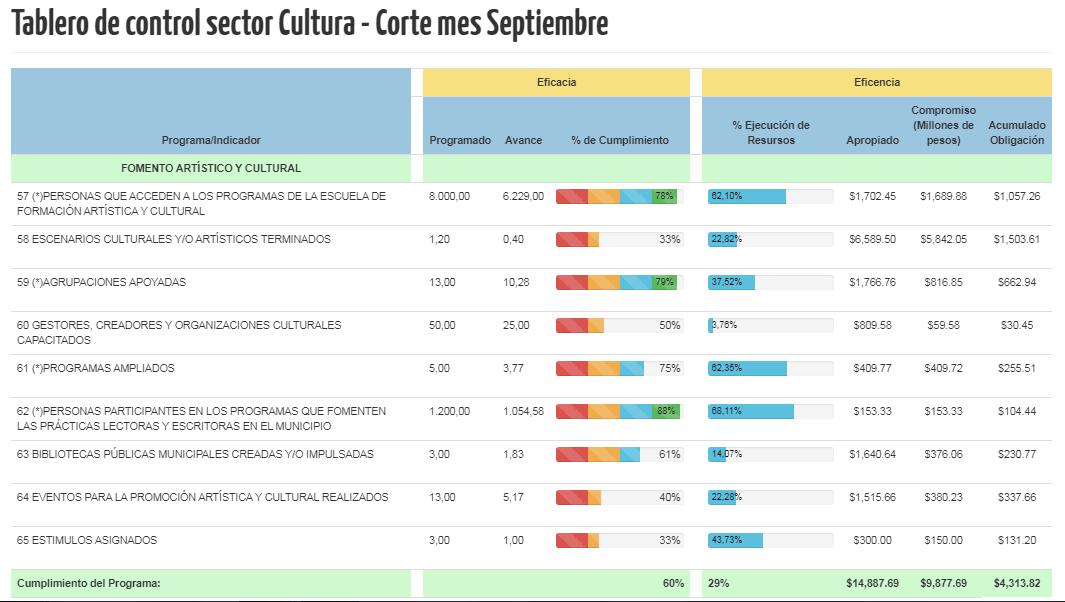 Tablero de control sector Cultura - Corte mes Septiembre
Eficacia Eficencia
Programa/Indicador Programado Avance % de Cumplimiento % Ejecución de Recursos Apropiado Compromiso (Millones de pesos) Acumulado Obligación
FOMENTO ARTÍSTICO Y CULTURAL
57 (*)PERSONAS QUE ACCEDEN A LOS PROGRAMAS DE LA ESCUELA DE 8.000,00 6.229,00 78% 62,10% $1,702.45 $1,689.88 $1,057.26
FORMACIÓN ARTÍSTICA Y CULTURAL
58 ESCENARIOS CULTURALES Y/O ARTÍSTICOS TERMINADOS 1,20 0,40 33% 22,82% $6,589.50 $5,842.05 $1,503.61
59 (*)AGRUPACIONES APOYADAS 13,00 10,28 79% 37,52% $1,766.76 $816.85 $662.94
60 GESTORES, CREADORES Y ORGANIZACIONES CULTURALES 50,00 25,00 50% 3,76% $809.58 $59.58 $30.45
CAPACITADOS
61 (*)PROGRAMAS AMPLIADOS 5,00 3,77 75% 62,35% $409.77 $409.72 $255.51
62 (*)PERSONAS PARTICIPANTES EN LOS PROGRAMAS QUE FOMENTEN 1.200,00 1.054,58 88% 68,11% $153.33 $153.33 $104.44
LAS PRÁCTICAS LECTORAS Y ESCRITORAS EN EL MUNICIPIO
63 BIBLIOTECAS PÚBLICAS MUNICIPALES CREADAS Y/O IMPULSADAS 3,00 1,83 61% 14,07% $1,640.64 $376.06 $230.77
64 EVENTOS PARA LA PROMOCIÓN ARTÍSTICA Y CULTURAL REALIZADOS 13,00 5,17 40% 22,28% $1,515.66 $380.23 $337.66
65 ESTIMULOS ASIGNADOS 3,00 1,00 33% 43,73% $300.00 $150.00 $131.20
Cumplimiento del Programa: 60% 29% $14,887.69 $9,877.69 $4,313.82